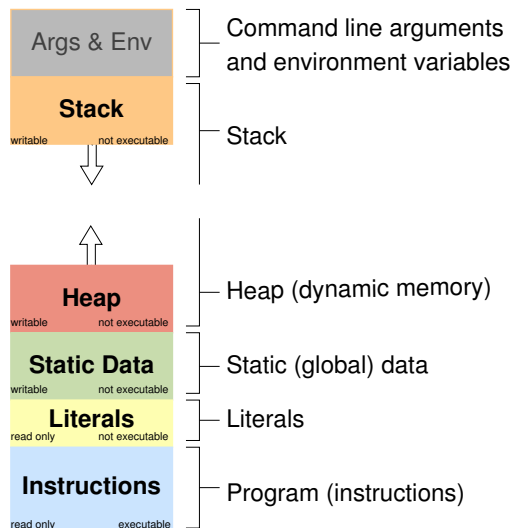 Args & Env
Command line arguments
and environment variables
Stack
writable not executable
Stack
Heap
writable not executable
Heap (dynamic memory)
Static Data
writable not executable
Static (global) data
Literals
read only not executable
Literals
Instructions
read only executable
Program (instructions)